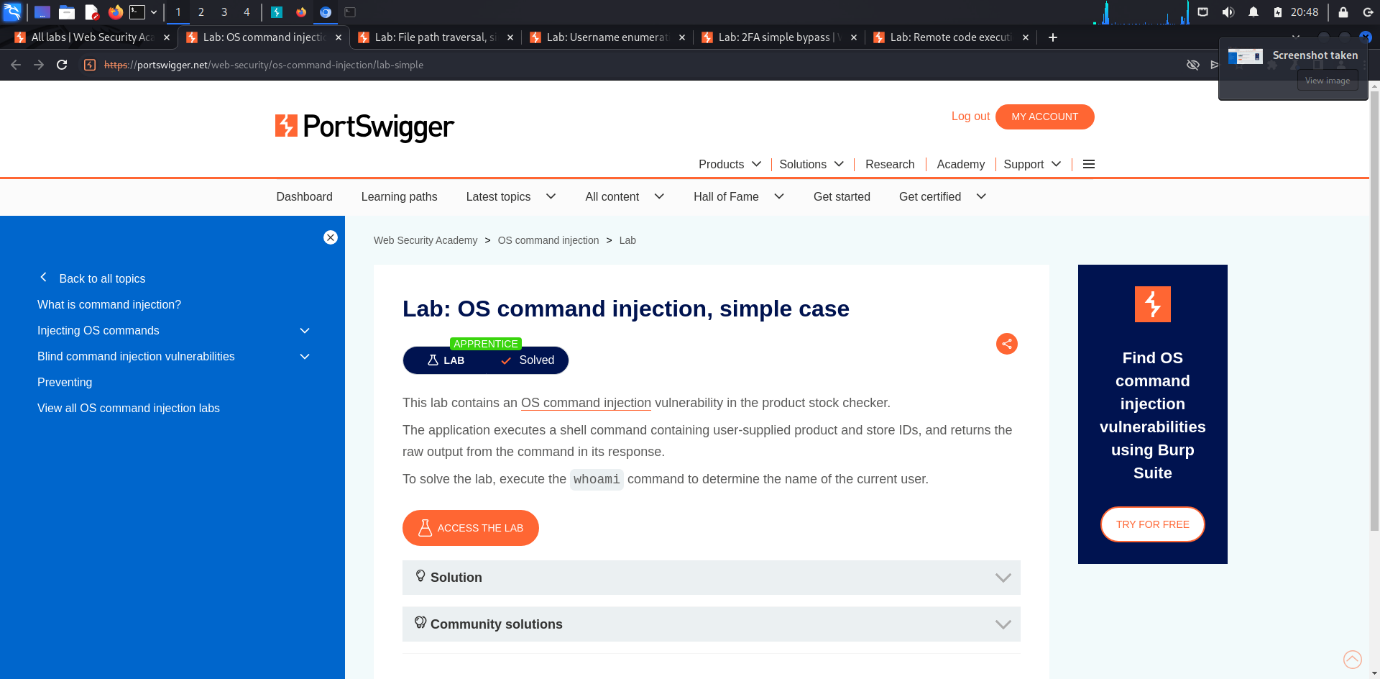 1 2 3 4
20:48
All labs | Web Security Ac
Lab: OS command injectio
Lab: File path traversal, si
Lab: Username enumerat
Lab: 2FA simple bypass |
Lab: Remote code executi
https://portswigger.net/web-security/os-command-injection/lab-simple
Screenshot taken
View image
PortSwigger
Log out
MY ACCOUNT
Products
Solutions
Research
Academy
Support
Dashboard
Learning paths
Latest topics
All content
Hall of Fame
Get started
Get certified
Back to all topics
What is command injection?
Injecting OS commands
Blind command injection vulnerabilities
Preventing
View all OS command injection labs
Web Security Academy > OS command injection > Lab
Lab: OS command injection, simple case
APPRENTICE
LAB
Solved
This lab contains an OS command injection vulnerability in the product stock checker.
The application executes a shell command containing user-supplied product and store IDs, and returns the
raw output from the command in its response.
To solve the lab, execute the whoami command to determine the name of the current user.
ACCESS THE LAB
Solution
Community solutions
Find OS
command
injection
vulnerabilities
using Burp
Suite
TRY FOR FREE